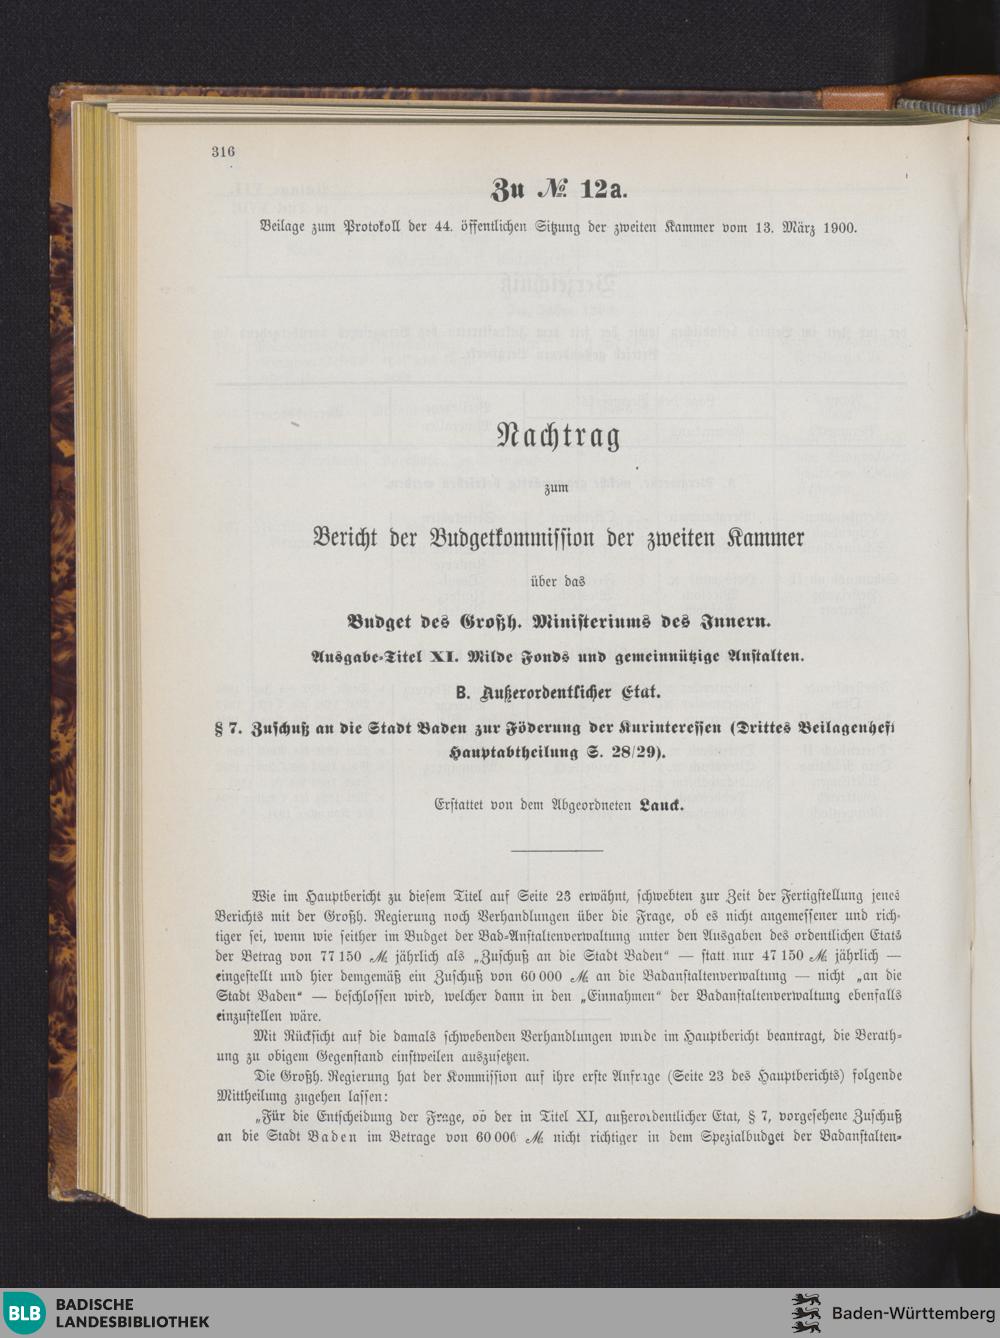 316
Zu № 12a.
Beilage zum Protokoll der 44. öffentlichen Sitzung der zweiten Kammer vom 13. März 1900.
Nachtrag
zum
Bericht der Budgetkommission der zweiten Kammer
über das
Budget des Großh. Ministeriums des Innern.
Ausgabe-Titel XI. Milde Fonds und gemeinnützige Anstalten.
B. Außerordentlicher Etat.
§ 7. Zuschuß an die Stadt Baden zur Föderung der Kurinteressen (Drittes Beilagenheft
Hauptabtheilung S. 28/29).
Erstattet von dem Abgeordneten Lauck.
Wie im Hauptbericht zu diesem Titel auf Seite 23 erwähnt, schwebten zur Zeit der Fertigstellung jenes
Berichts mit der Großh. Regierung noch Verhandlungen über die Frage, ob es nicht angemessener und rich-
tiger sei, wenn wie seither im Budget der Bad-Anstaltenverwaltung unter den Ausgaben des ordentlichen Etats
der Betrag von 77 150 ℳ jährlich als „Zuschuß an die Stadt Baden" — statt nur 47 150 ℳ jährlich —
eingestellt und hier demgemäß ein Zuschuß von 60 000 ℳ an die Badanstaltenverwaltung — nicht „an die
Stadt Baden" — beschlossen wird, welcher dann in den „Einnahmen" der Badanstaltenverwaltung ebenfalls
einzustellen wäre.
Mit Rücksicht auf die damals schwebenden Verhandlungen wurde im Hauptbericht beantragt, die Berath-
ung zu obigem Gegenstand einstweilen auszusetzen.
Die Großh. Regierung hat der Kommission auf ihre erste Anfrage (Seite 23 des Hauptberichts) folgende
Mittheilung zugehen lassen:
„Für die Entscheidung der Frage, ob der in Titel XI, außerordentlicher Etat, § 7, vorgesehene Zuschuß
an die Stadt Baden im Betrage von 60 000 ℳ nicht richtiger in dem Spezialbudget der Badanstalten-
BLB BADISCHE
LANDESBIBLIOTHEK
Baden-Württemberg